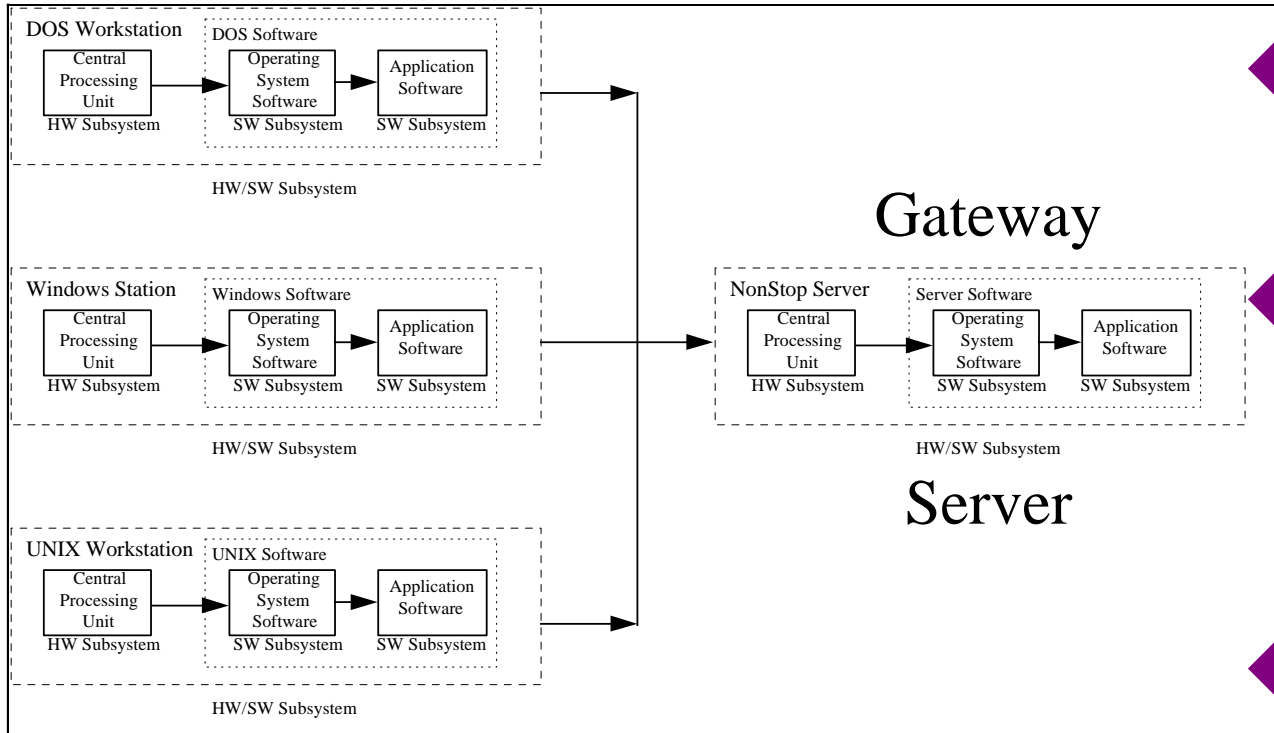 DOS Workstation
DOS Software
Central
Processing
Unit
HW Subsystem
Operating
System
Software
SW Subsystem
Application
Software
SW Subsystem
HW/SW Subsystem
Gateway
Windows Station
Windows Software
Central
Processing
Unit
HW Subsystem
Operating
System
Software
SW Subsystem
Application
Software
SW Subsystem
HW/SW Subsystem
NonStop Server
Server Software
Central
Processing
Unit
HW Subsystem
Operating
System
Software
SW Subsystem
Application
Software
SW Subsystem
HW/SW Subsystem
Server
UNIX Workstation
UNIX Software
Central
Processing
Unit
HW Subsystem
Operating
System
Software
SW Subsystem
Application
Software
SW Subsystem
HW/SW Subsystem